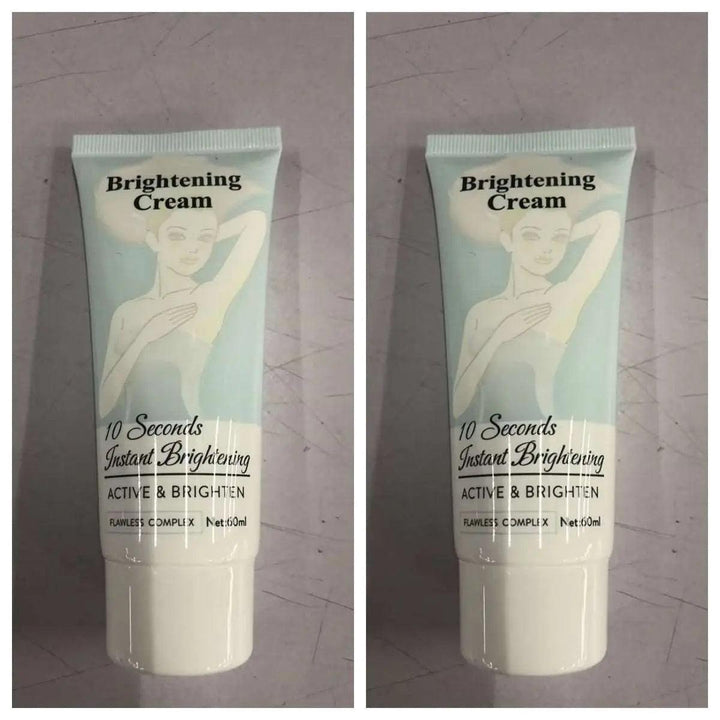 Brightening
Cream
10 Seconds
Instant Brightening
ACTIVE & BRIGHTEN
FLAWLESS COMPLEX Net:60ml
Brightening
Cream
10 Seconds
Instant Brightening
ACTIVE & BRIGHTEN
FLAWLESS COMPLEX Net:60ml